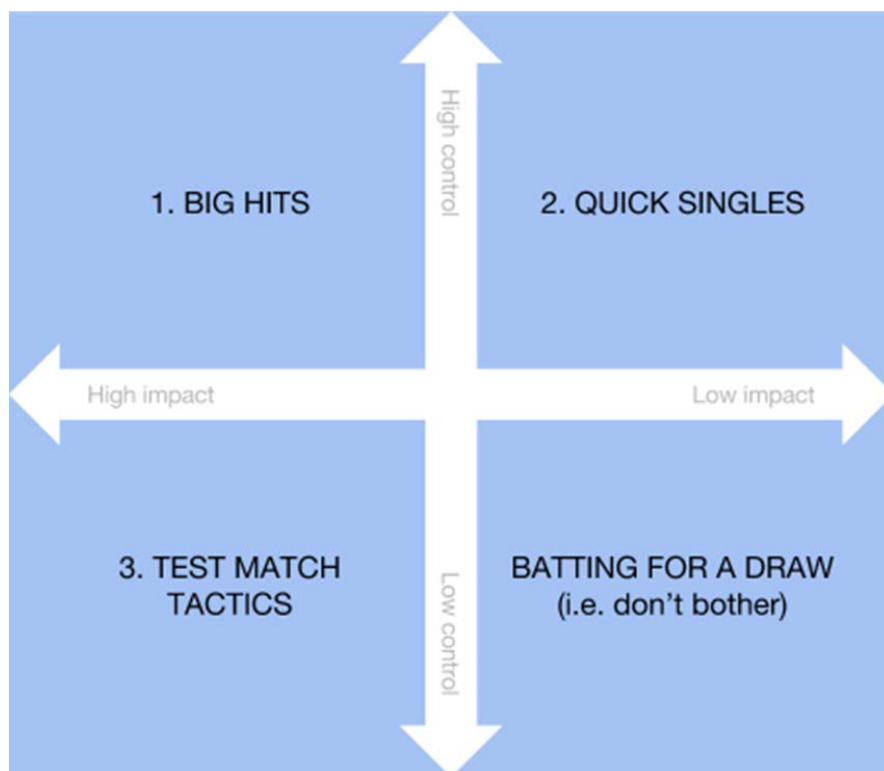 High control
1. BIG HITS
2. QUICK SINGLES
High impact
Low impact
3. TEST MATCH
TACTICS
BATTING FOR A DRAW
(i.e. don't bother)
Low control